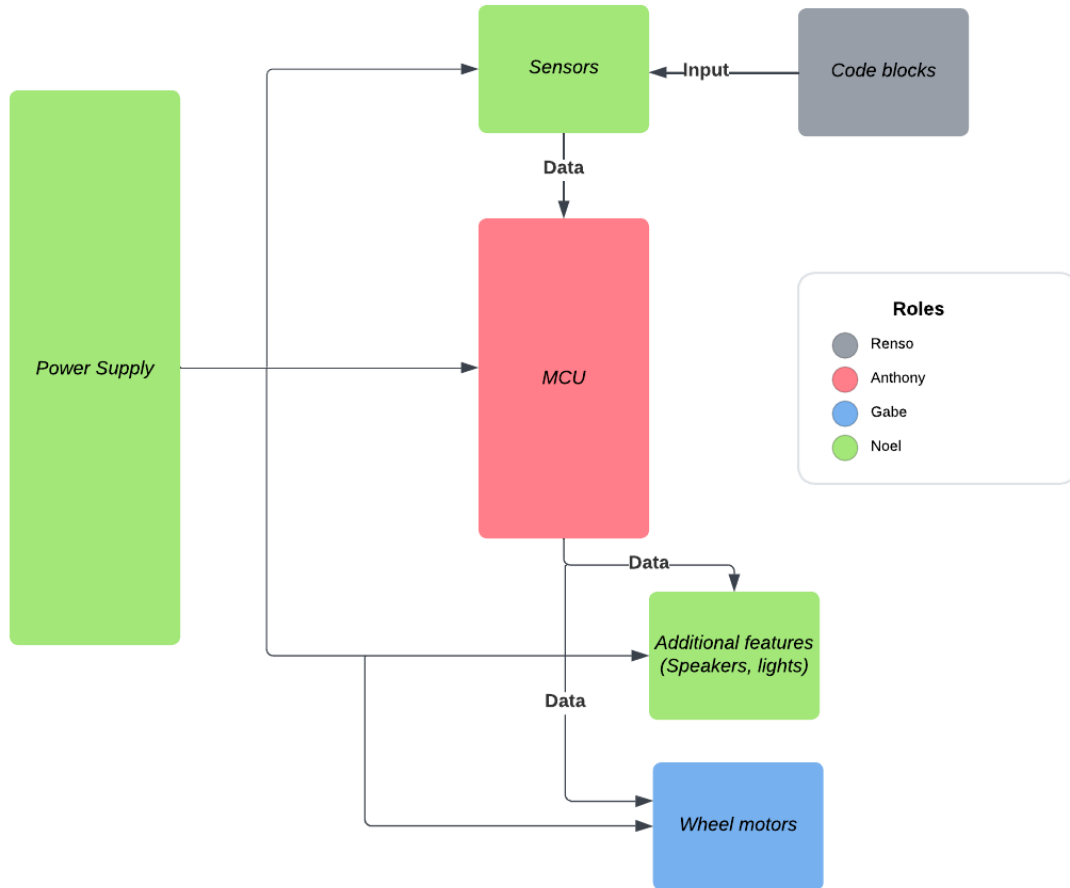 Sensors
Input
Code blocks
Data
Power Supply
MCU
Roles
Renso
Anthony
Gabe
Noel
Data
Additional features
(Speakers, lights)
Data
Wheel motors